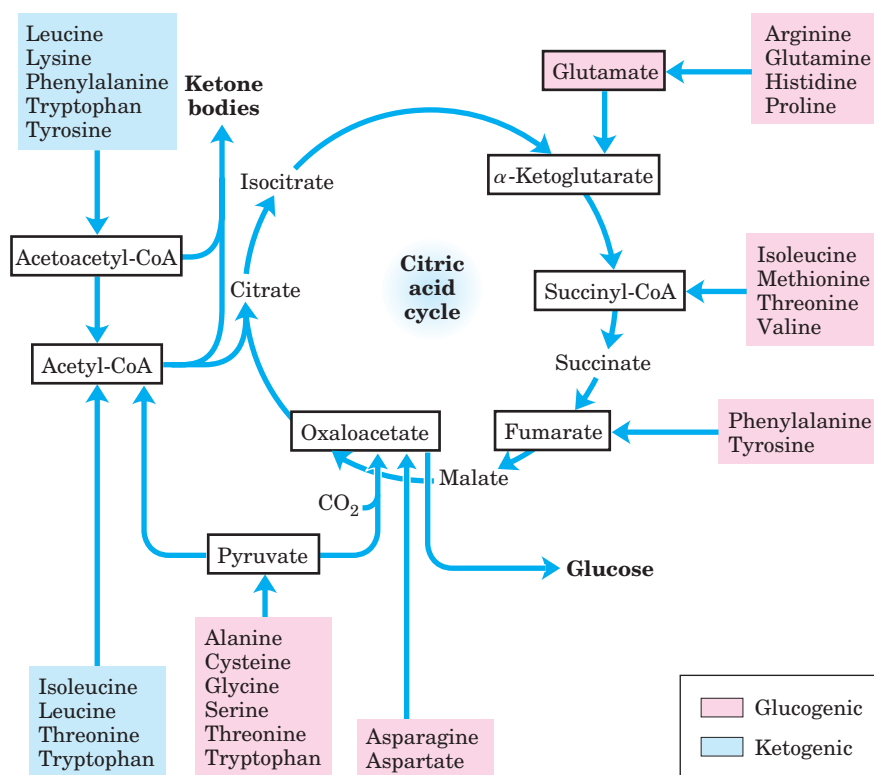 Leucine
Lysine
Phenylalanine
Tryptophan
Tyrosine
Ketone
bodies
Arginine
Glutamine
Histidine
Proline
Glutamate
Isocitrate
α-Ketoglutarate
Acetoacetyl-CoA
Citrate
Citric
acid
cycle
Succinyl-CoA
Isoleucine
Methionine
Threonine
Valine
Acetyl-CoA
Succinate
Oxaloacetate
Fumarate
Phenylalanine
Tyrosine
Malate
CO₂
Pyruvate
Glucose
Alanine
Cysteine
Glycine
Serine
Threonine
Tryptophan
Isoleucine
Leucine
Threonine
Tryptophan
Asparagine
Aspartate
Glucogenic
Ketogenic